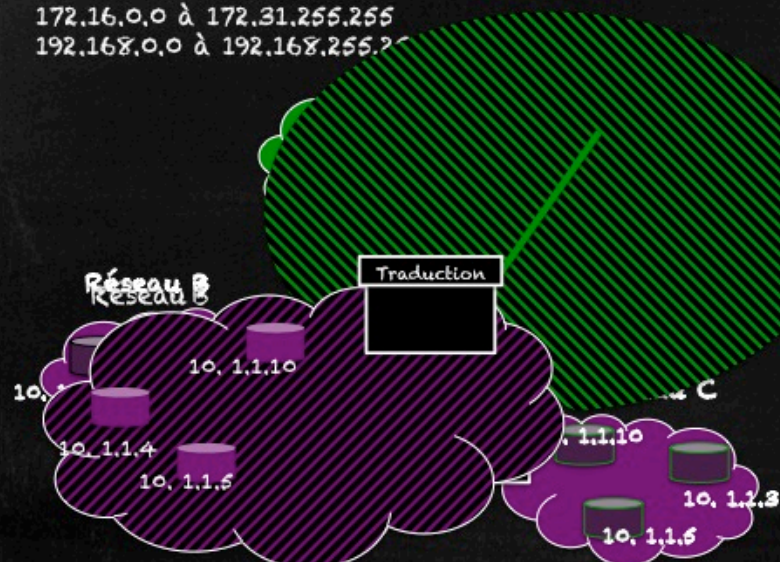 172.16.0.0 à 172.31.255.255
192.168.0.0 à 192.168.255.2
Traduction
Réseau B
Réseau B
10. 1.1.10
10.
10. 1.1.4
10. 1.1.5
C
. 1.1.10
10. 1.1.3
10. 1.1.5